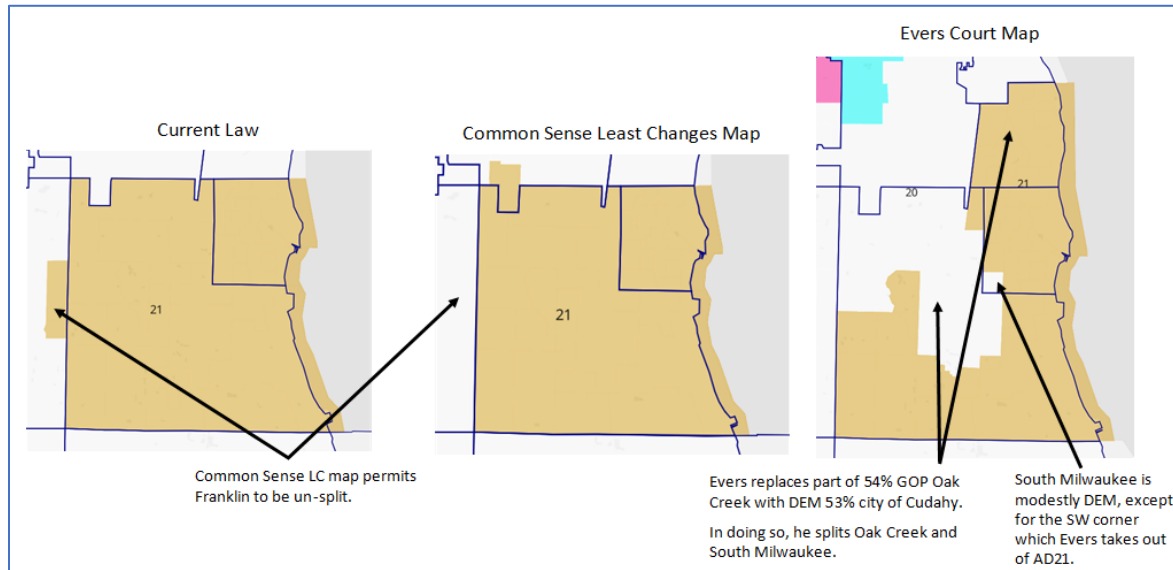 Evers Court Map
Current Law
Common Sense Least Changes Map
21
21
20
21
Common Sense LC map permits
Franklin to be un-split.
Evers replaces part of 54% GOP Oak
Creek with DEM 53% city of Cudahy.
In doing so, he splits Oak Creek and
South Milwaukee.
South Milwaukee is
modestly DEM, except
for the SW corner
which Evers takes out
of AD21.